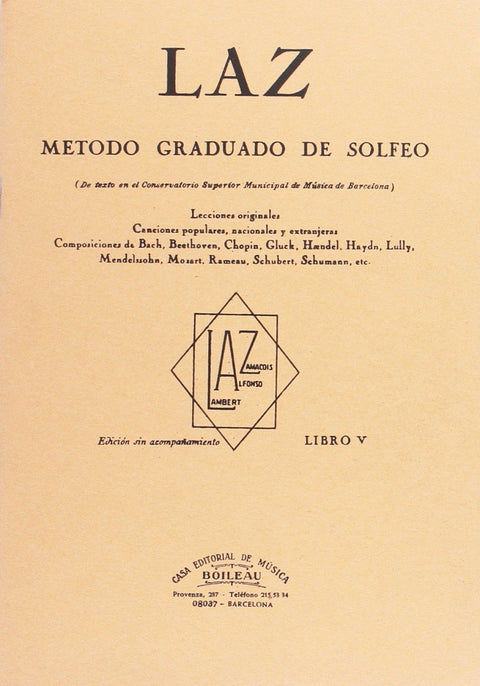 LAZ
METODO GRADUADO DE SOLFEO
(De texto en el Conservatorio Superior Municipal de Música de Barcelona)
Lecciones originales
Canciones populares, nacionales y extranjeras
Composiciones de Bach, Beethoven, Chopin, Gluck, Hændel, Haydn, Lully,
Mendelssohn, Mozart, Rameau, Schubert, Schumann, etc.
LAZ
AMACOIS
LFONSO
AMBERT
Edición sin acompañamiento
LIBRO V
CASA EDITORIAL DE MÚSICA
BOILEAU
Provenza, 287 - Teléfono 215 53 34
08037 - BARCELONA